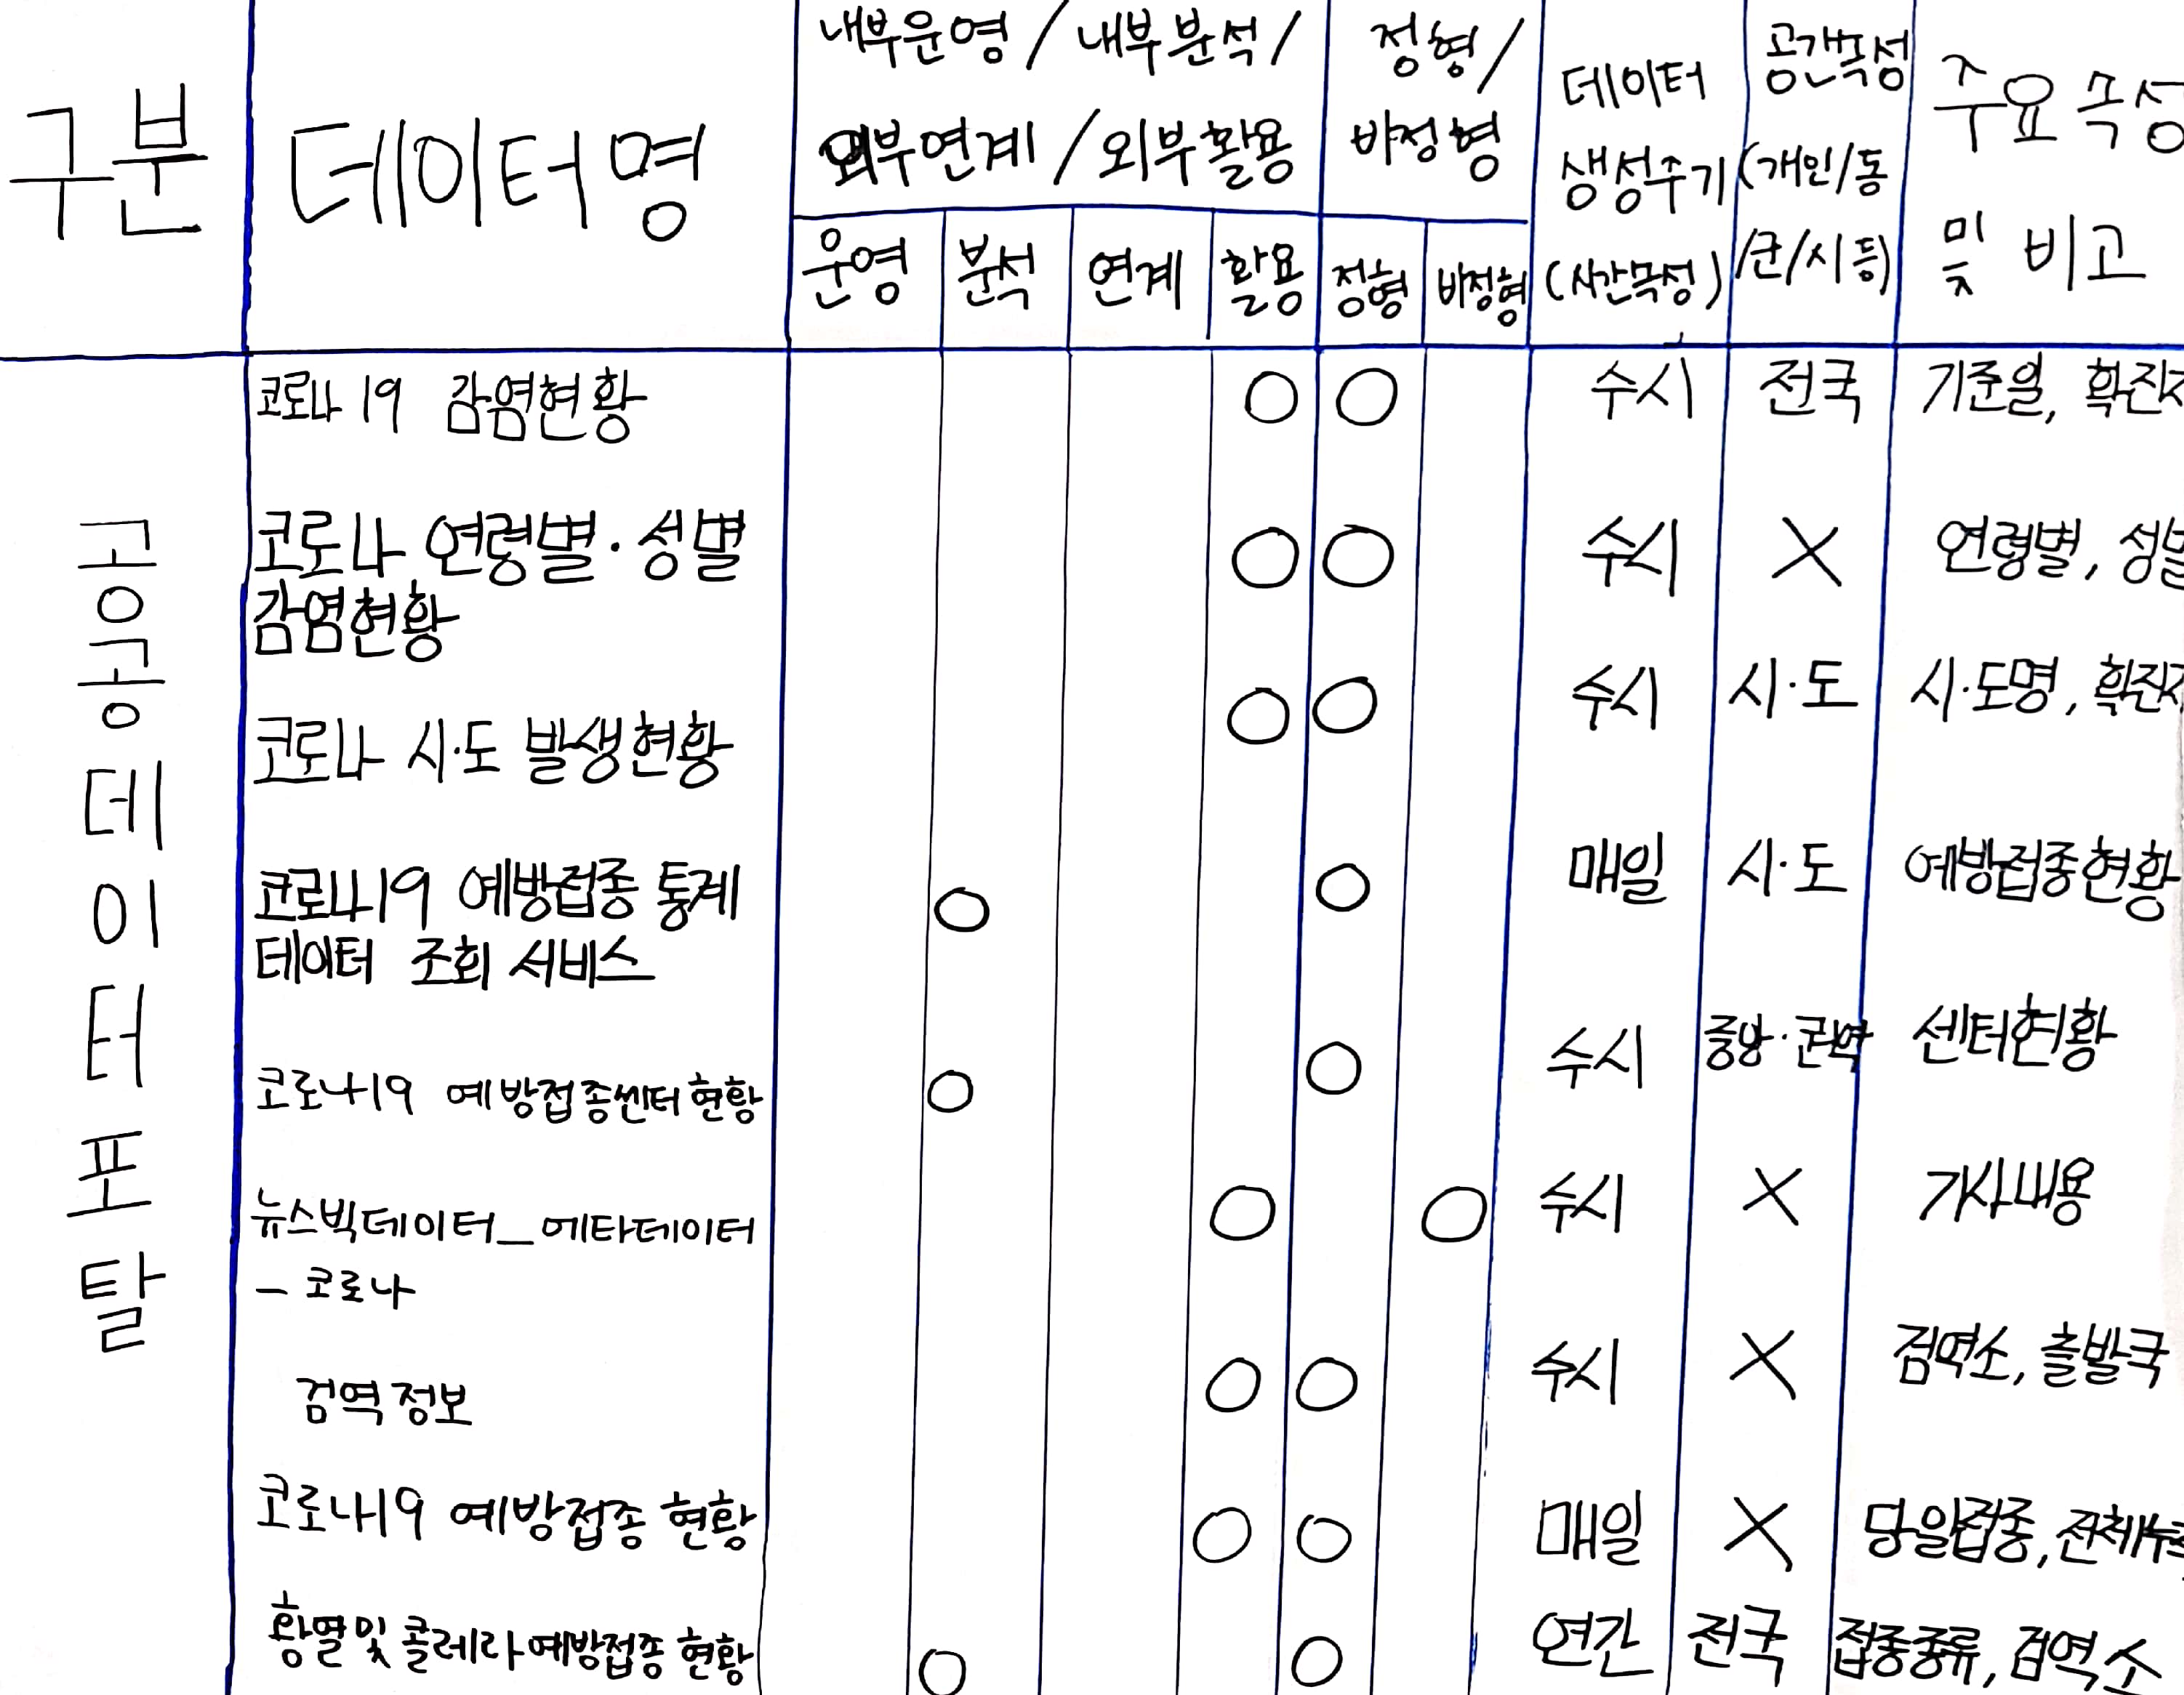 구분 데이터명 내부운영/내부분석/ 외부연계/외부활용 정형/ 비정형 데이터 생성주기 (시간특성) 공간특성 (개인/동 /군/시 등) 주요 특성 및 비고
운영 분석 연계 활용 정형 비정형
공공데이터포탈
코로나19 감염현황 ○ ○ 수시 전국 기준일, 확진자
코로나 연령별·성별 ○ ○ 수시 X 연령별, 성별
감염현황
코로나 시·도 발생현황 ○ ○ 수시 시·도 시·도명, 확진자
코로나19 예방접종 통계 ○ ○ 매일 시·도 예방접종현황
데이터 조회 서비스
코로나19 예방접종센터현황 ○ ○ 수시 중앙·권역 센터현황
뉴스빅데이터_메타데이터 ○ ○ 수시 X 기사내용
- 코로나
검역정보 ○ ○ 수시 X 검역소, 출발국
코로나19 예방접종 현황 ○ ○ 매일 X 당일접종, 전체누적
황열 및 콜레라 예방접종 현황 ○ ○ 연간 전국 접종종류, 검역소